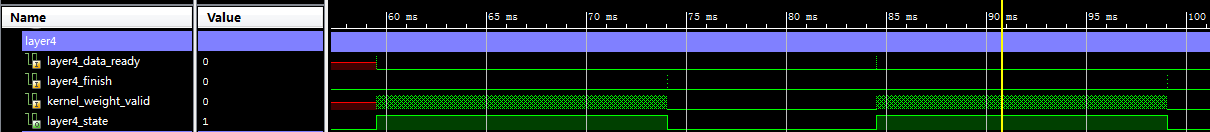 Name Value 60 ms 65 ms 70 ms 75 ms 80 ms 85 ms 90 ms 95 ms 100
layer4
layer4_data_ready 0
layer4_finish 0
kernel_weight_valid 0
layer4_state 1